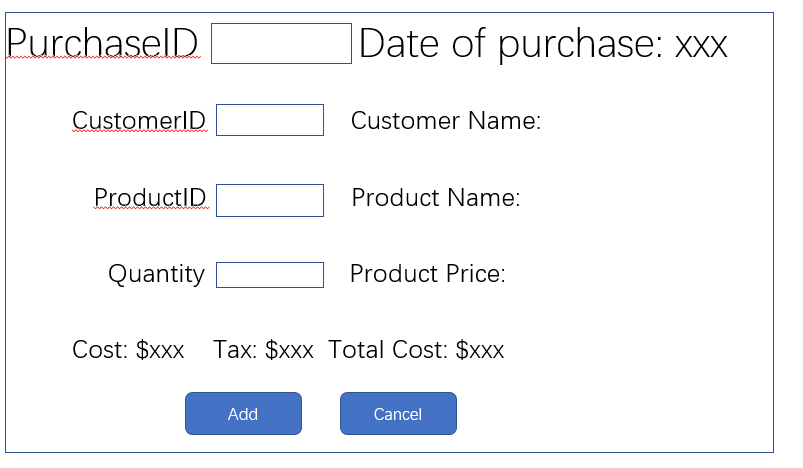 PurchaseID Date of purchase: xxx
CustomerID Customer Name:
ProductID Product Name:
Quantity Product Price:
Cost: $xxx Tax: $xxx Total Cost: $xxx
Add Cancel